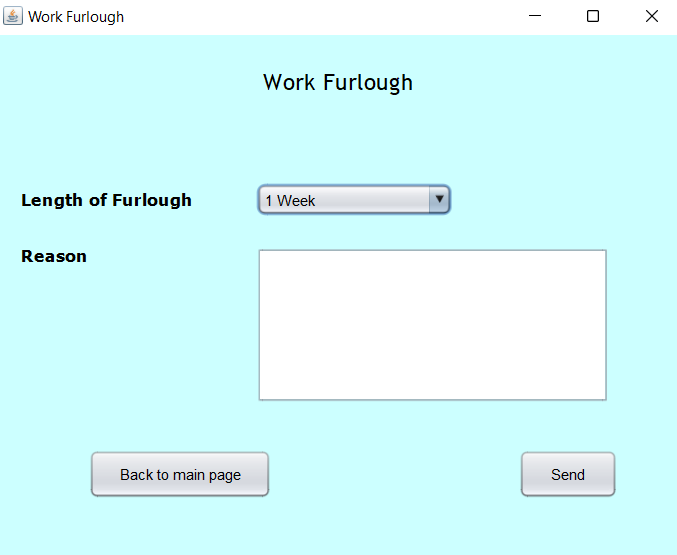 Work Furlough
Work Furlough
Length of Furlough
1 Week
Reason
Back to main page
Send